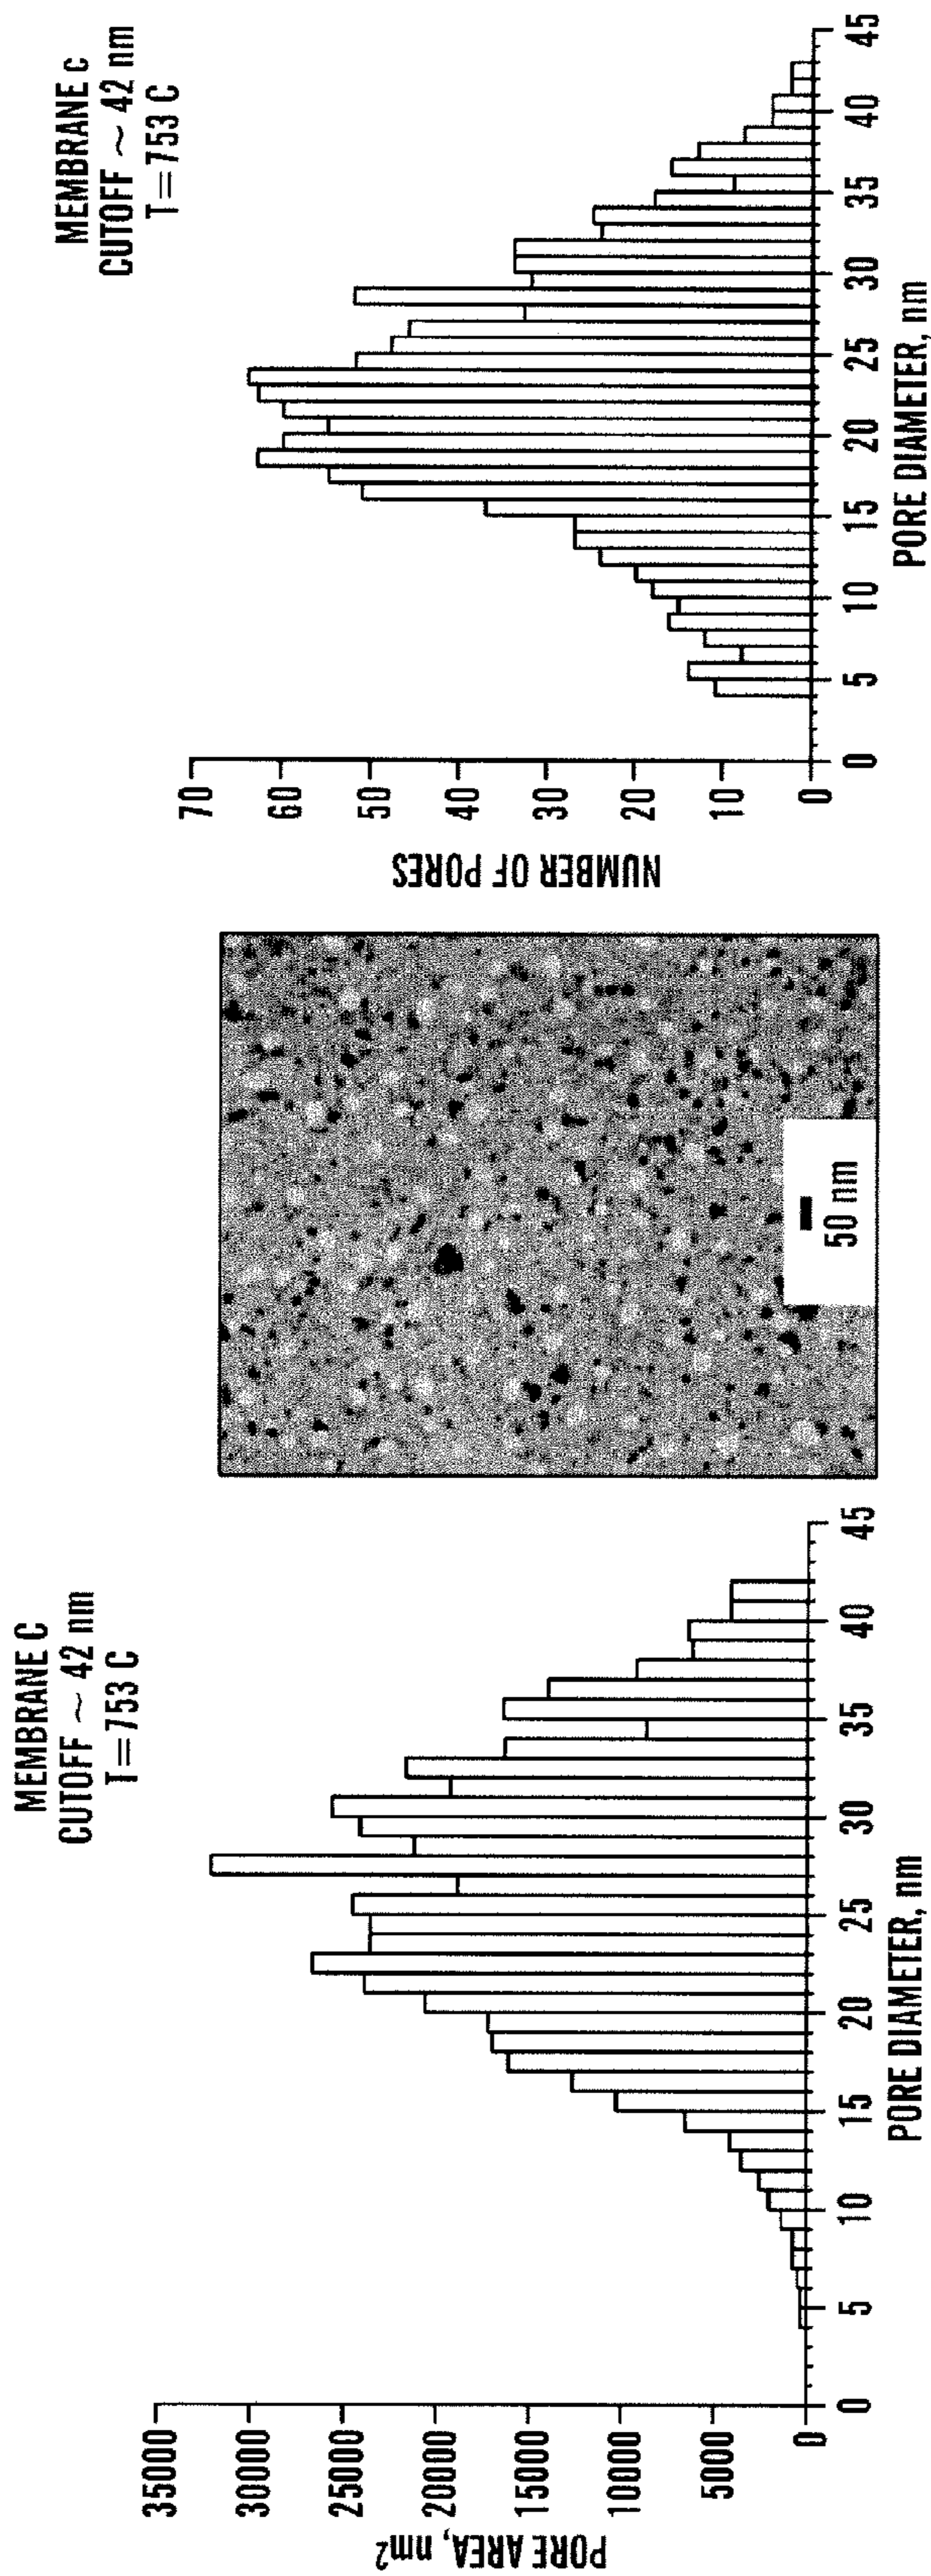 MEMBRANE C
CUTOFF ~ 42 nm
T=753 C
PORE AREA, nm²
35000
30000
25000
20000
15000
10000
5000
0
0 5 10 15 20 25 30 35 40 45
PORE DIAMETER, nm
50 nm
MEMBRANE c
CUTOFF ~ 42 nm
T=753 C
NUMBER OF PORES
70
60
50
40
30
20
10
0
0 5 10 15 20 25 30 35 40 45
PORE DIAMETER, nm